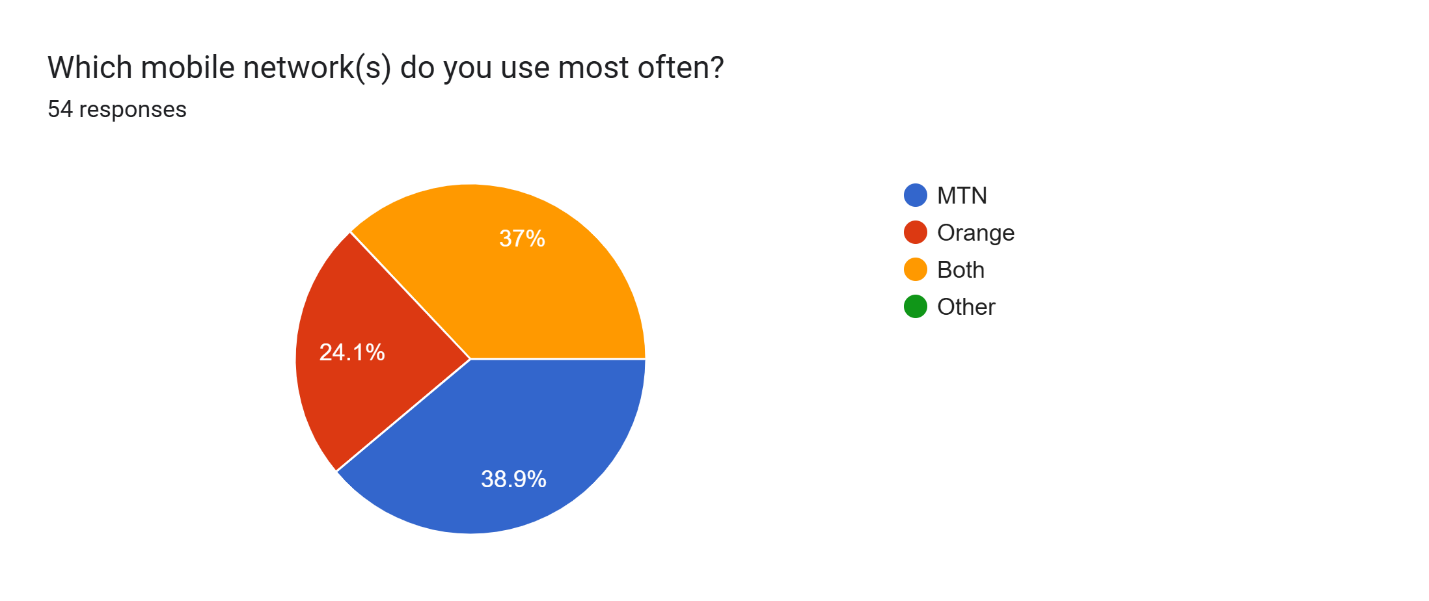 Which mobile network(s) do you use most often?
54 responses
37%
24.1%
38.9%
MTN
Orange
Both
Other